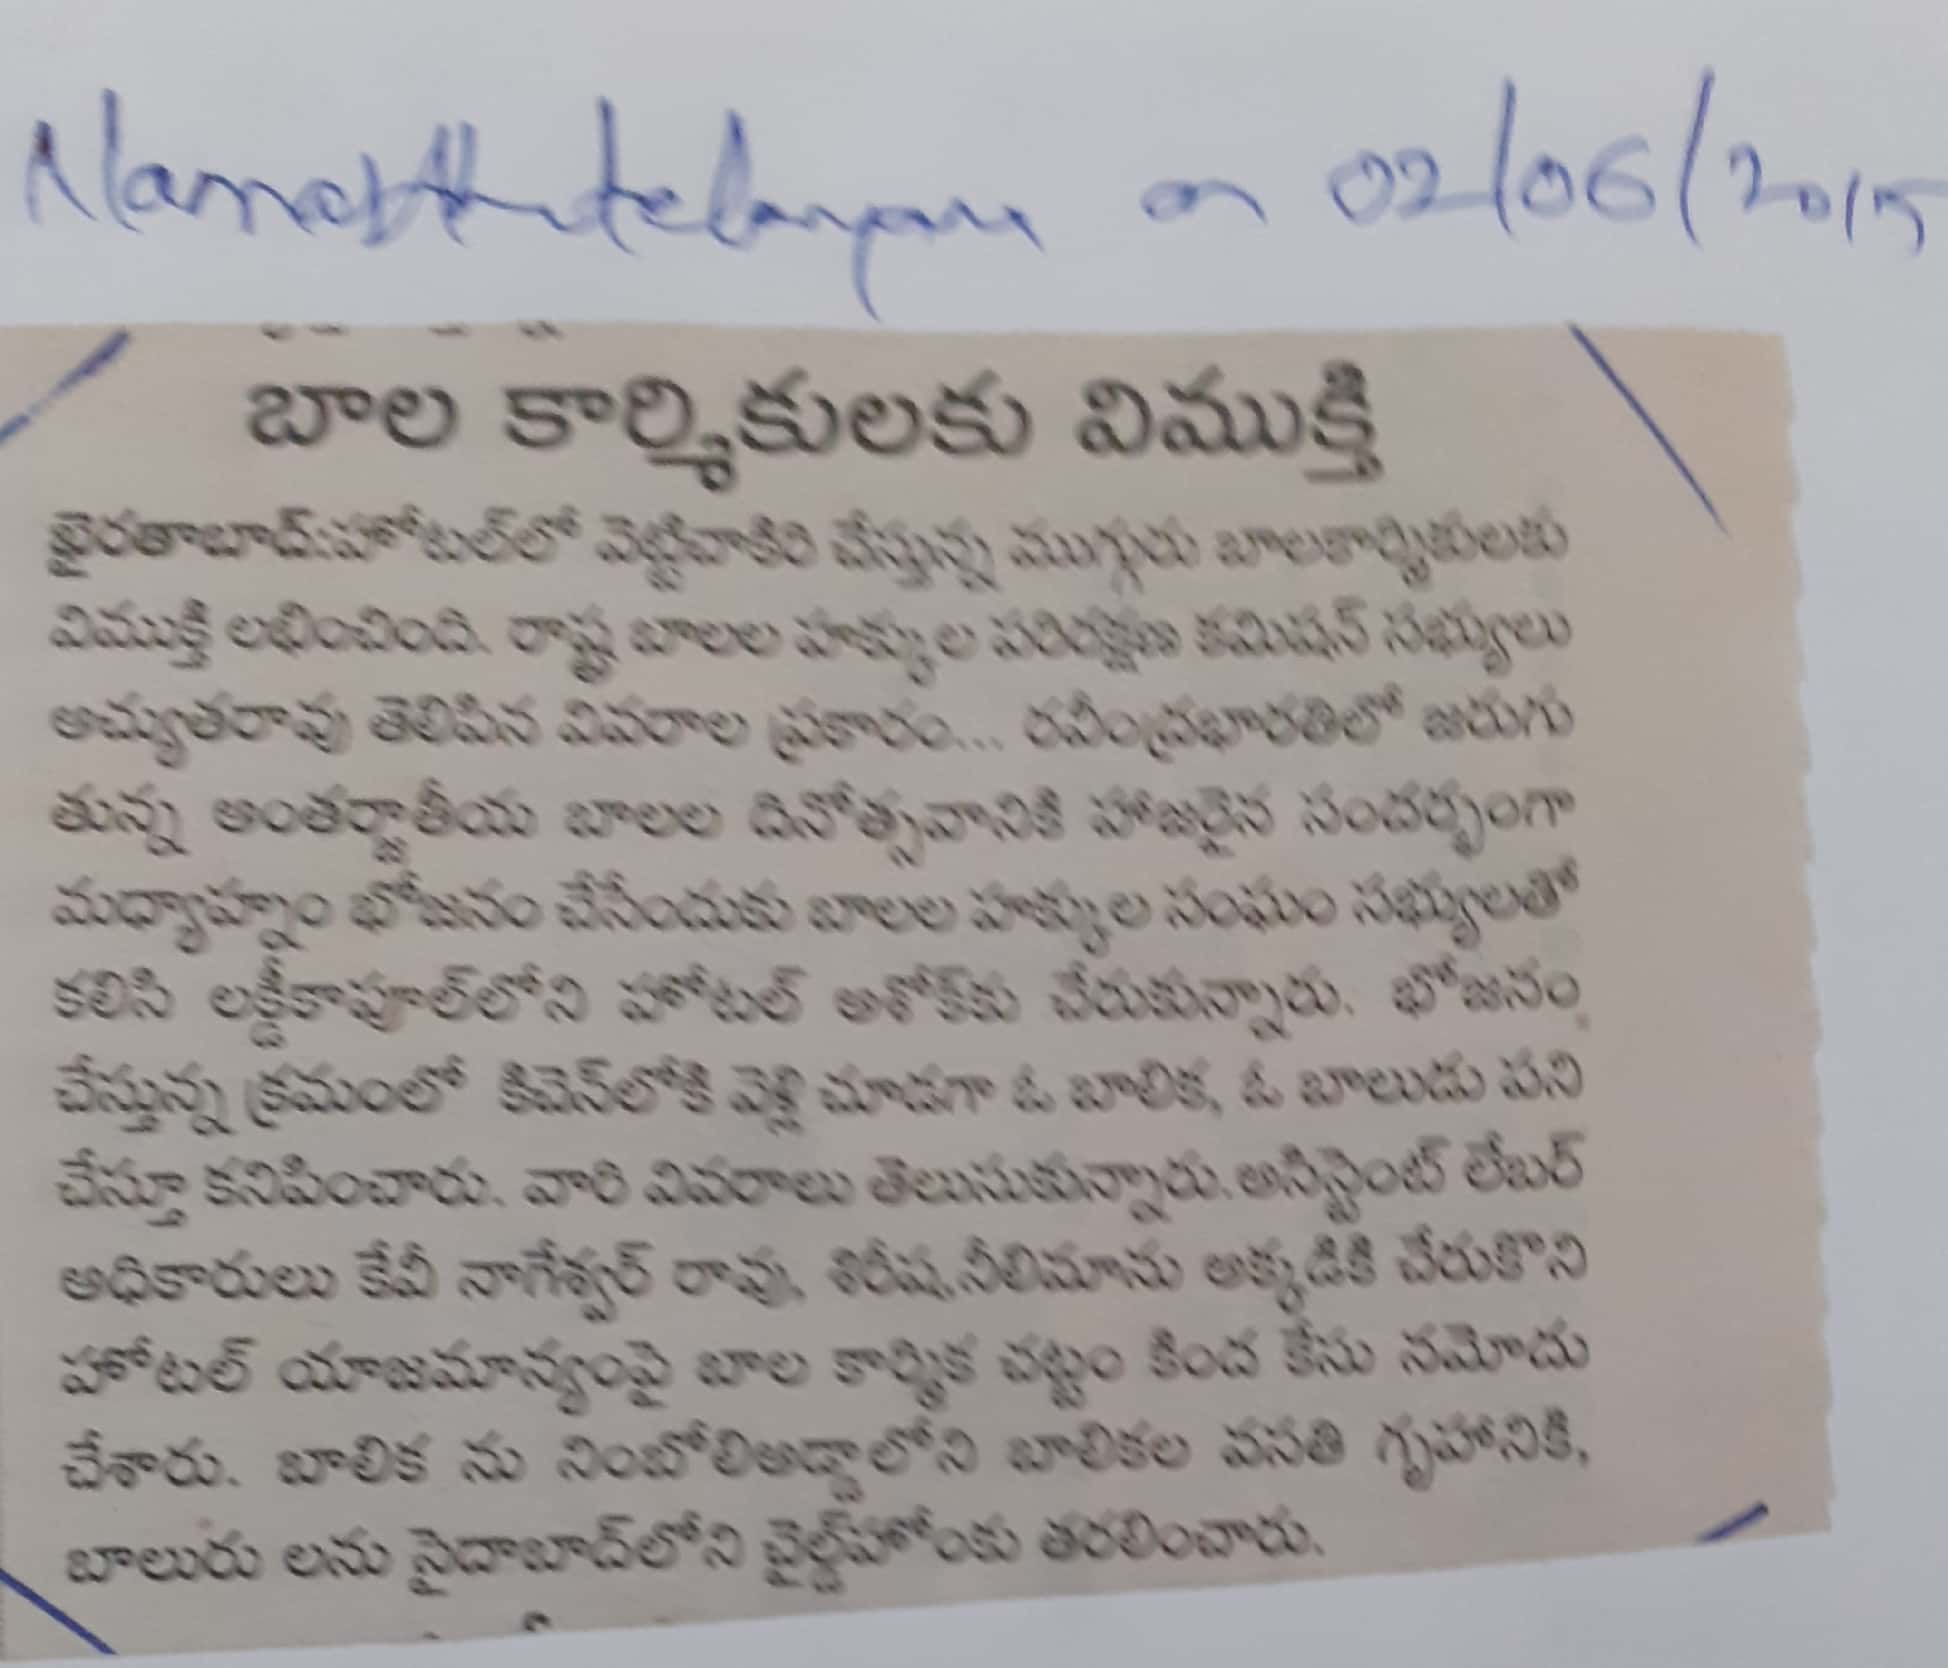 Namasthetelangana on 02/06/2015
బాల కార్మికులకు విముక్తి
ఖైరతాబాద్:హోటల్‌లో వెట్టిచాకిరి చేస్తున్న ముగ్గురు బాలకార్మికులకు
విముక్తి లభించింది. రాష్ట్ర బాలల హక్కుల పరిరక్షణ కమిషన్ సభ్యులు
అచ్యుతరావు తెలిపిన వివరాల ప్రకారం... రవీంద్రభారతిలో జరుగు
తున్న అంతర్జాతీయ బాలల దినోత్సవానికి హాజరైన సందర్భంగా
మధ్యాహ్నం భోజనం చేసేందుకు బాలల హక్కుల సంఘం సభ్యులతో
కలిసి లక్డీకాపూల్‌లోని హోటల్ అశోక్‌కు చేరుకున్నారు. భోజనం
చేస్తున్న క్రమంలో కిచెన్‌లోకి వెళ్లి చూడగా ఓ బాలిక, ఓ బాలుడు పని
చేస్తూ కనిపించారు. వారి వివరాలు తెలుసుకున్నారు. అసిస్టెంట్ లేబర్
అధికారులు కేవీ నాగేశ్వర్ రావు, శిరీష,నీలిమాను అక్కడికి చేరుకొని
హోటల్ యాజమాన్యంపై బాల కార్మిక చట్టం కింద కేసు నమోదు
చేశారు. బాలిక ను నింబోలిఅడ్డాలోని బాలికల వసతి గృహానికి,
బాలురు లను సైదాబాద్‌లోని చైల్డ్‌హోంకు తరలించారు.